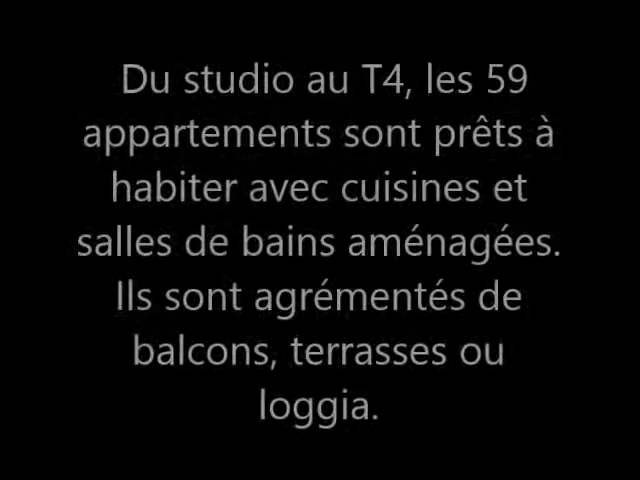 Du studio au T4, les 59
appartements sont prêts à
habiter avec cuisines et
salles de bains aménagées.
Ils sont agrémentés de
balcons, terrasses ou
loggia.